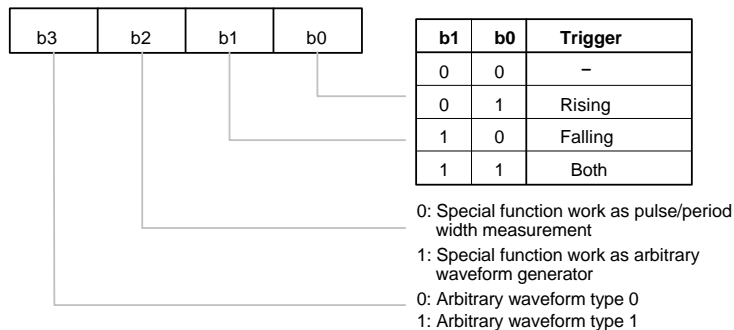 b3 b2 b1 b0
b1 b0 Trigger
0 0 –
0 1 Rising
1 0 Falling
1 1 Both
0: Special function work as pulse/period
width measurement
1: Special function work as arbitrary
waveform generator
0: Arbitrary waveform type 0
1: Arbitrary waveform type 1